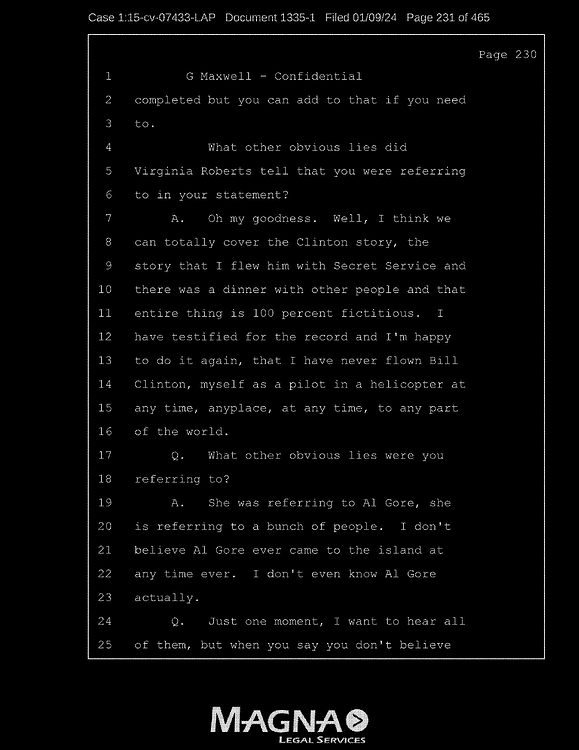 Case 1:15-cv-07433-LAP Document 1335-1 Filed 01/09/24 Page 231 of 465
Page 230
1 G Maxwell - Confidential
2 completed but you can add to that if you need
3 to.
4 What other obvious lies did
5 Virginia Roberts tell that you were referring
6 to in your statement?
7 A. Oh my goodness. Well, I think we
8 can totally cover the Clinton story, the
9 story that I flew him with Secret Service and
10 there was a dinner with other people and that
11 entire thing is 100 percent fictitious. I
12 have testified for the record and I'm happy
13 to do it again, that I have never flown Bill
14 Clinton, myself as a pilot in a helicopter at
15 any time, anyplace, at any time, to any part
16 of the world.
17 Q. What other obvious lies were you
18 referring to?
19 A. She was referring to Al Gore, she
20 is referring to a bunch of people. I don't
21 believe Al Gore ever came to the island at
22 any time ever. I don't even know Al Gore
23 actually.
24 Q. Just one moment, I want to hear all
25 of them, but when you say you don't believe
MAGNA
LEGAL SERVICES